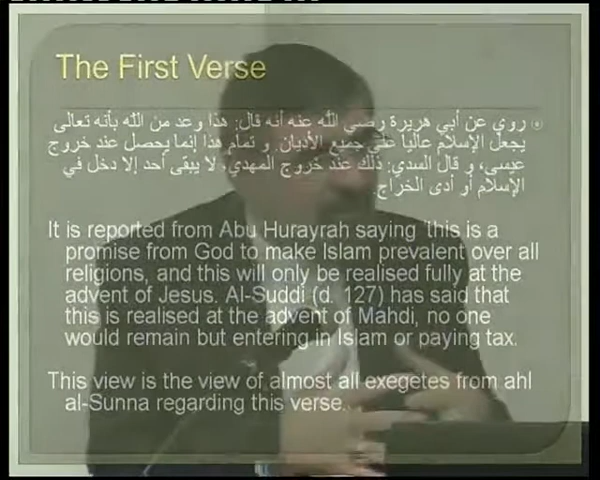 The First Verse
روي عن أبي هريرة رضي الله عنه أنه قال: هذا وعد من الله بأنه تعالى
يجعل الإسلام عاليا على جميع الأديان. و تمام هذا إنما يحصل عند خروج
عيسى، و قال السدي: ذلك عند خروج المهدي، لا يبقى أحد إلا دخل في
الإسلام أو أدى الخراج
It is reported from Abu Hurayrah saying 'this is a
promise from God to make Islam prevalent over all
religions, and this will only be realised fully at the
advent of Jesus. Al-Suddi (d. 127) has said that
this is realised at the advent of Mahdi, no one
would remain but entering in Islam or paying tax.
This view is the view of almost all exegetes from ahl
al-Sunna regarding this verse.